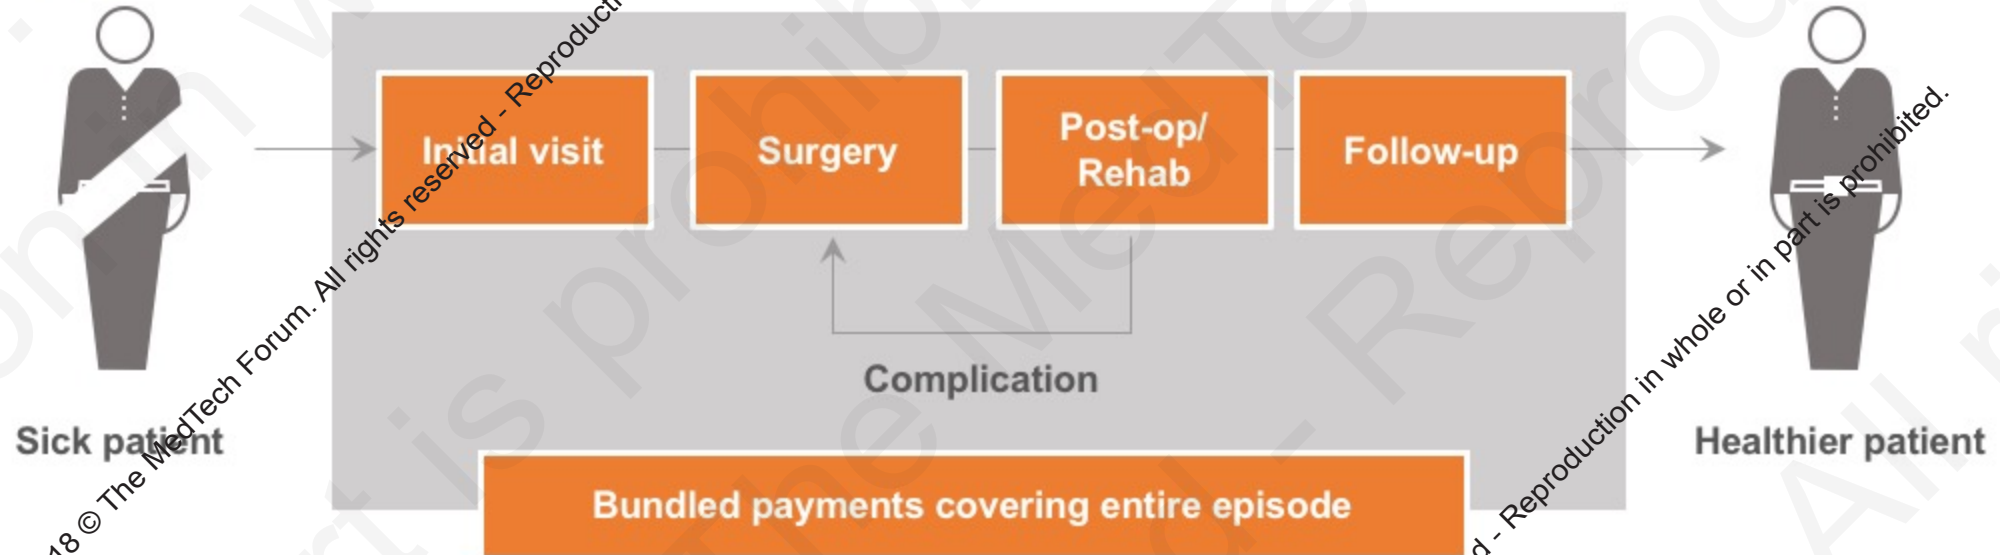 Initial visit
Surgery
Post-op/
Rehab
Follow-up
Complication
Sick patient
Healthier patient
Bundled payments covering entire episode
18 © The MedTech Forum. All rights reserved - Reproducti
d - Reproduction in whole or in part is prohibited.